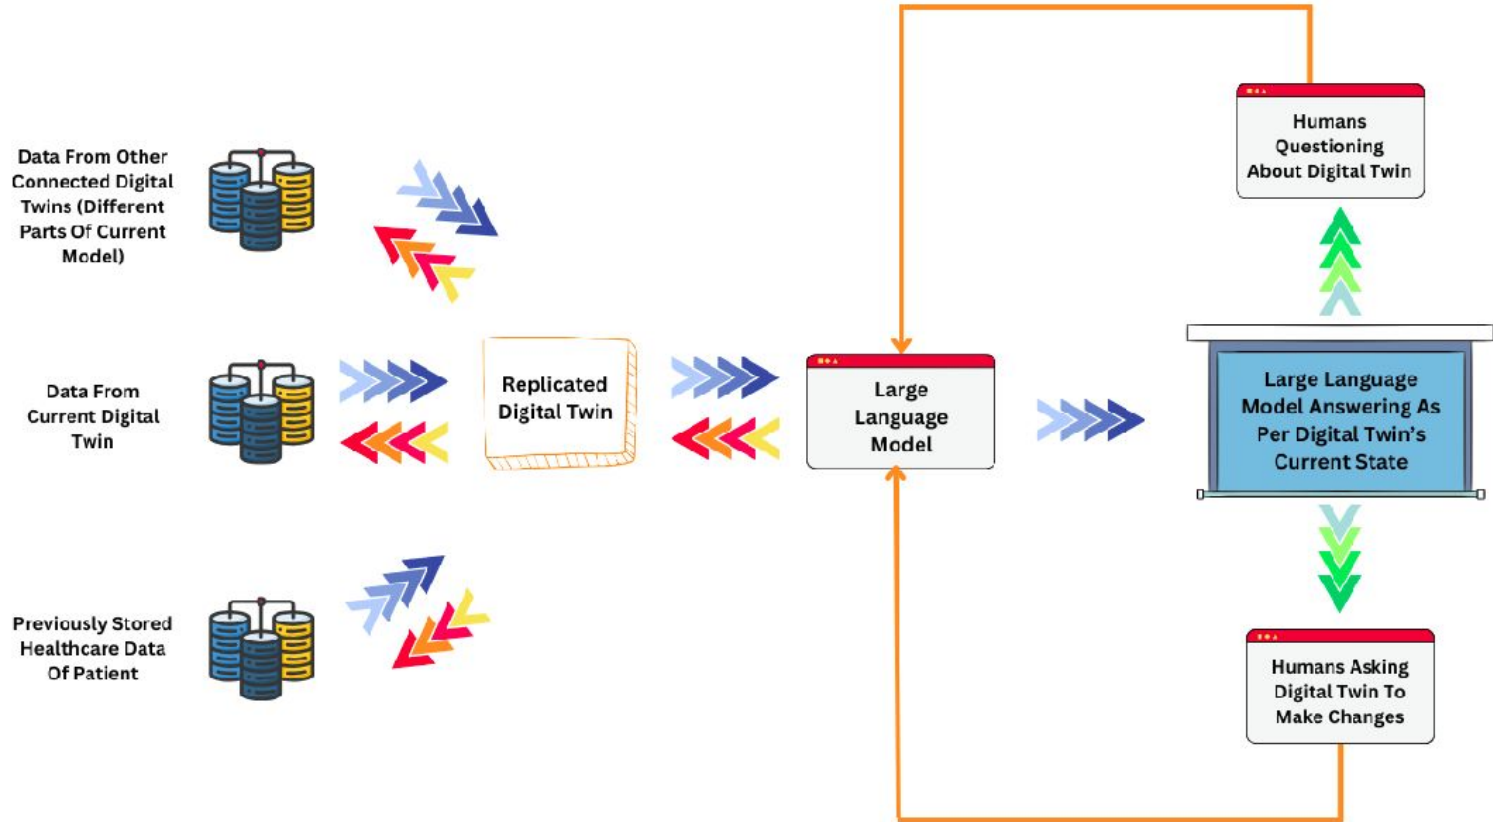 Data From Other
Connected Digital
Twins (Different
Parts Of Current
Model)
Data From
Current Digital
Twin
Previously Stored
Healthcare Data
Of Patient
Replicated
Digital Twin
Large
Language
Model
Humans
Questioning
About Digital Twin
Large Language
Model Answering As
Per Digital Twin's
Current State
Humans Asking
Digital Twin To
Make Changes